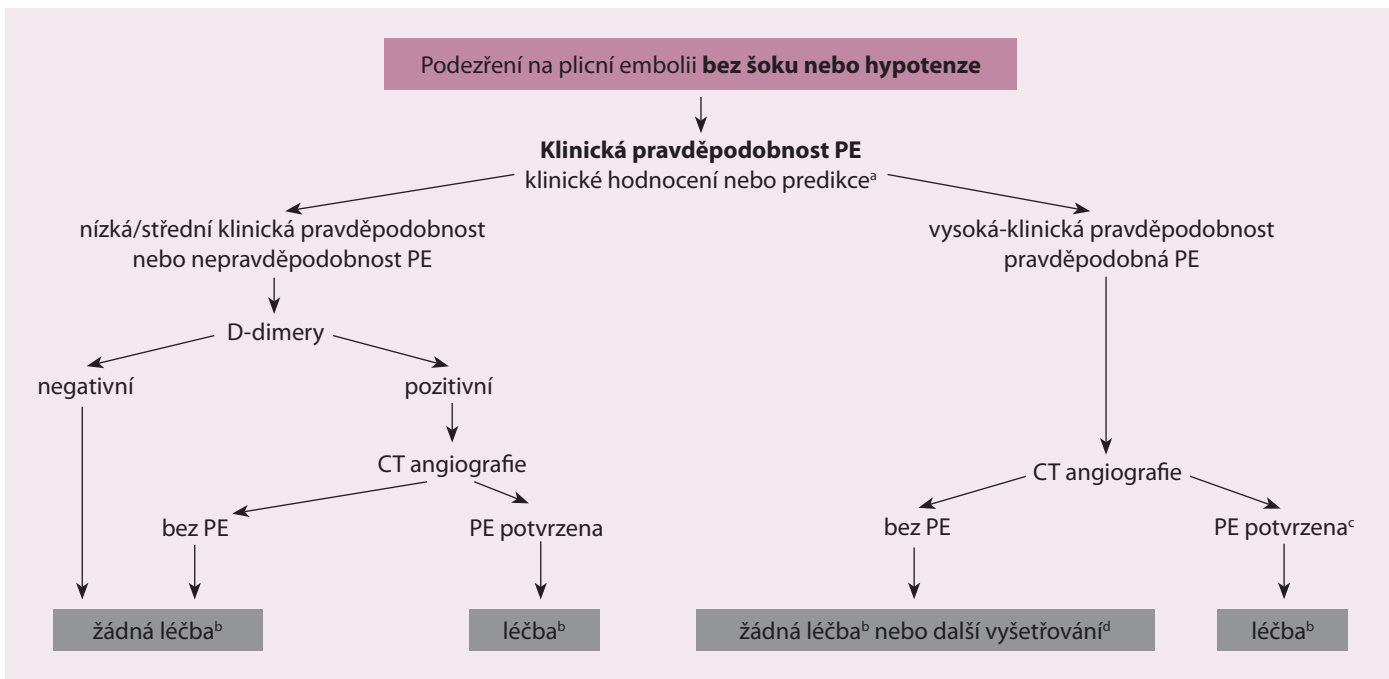 Podezření na plicní embolii bez šoku nebo hypotenze
Klinická pravděpodobnost PE
klinické hodnocení nebo predikceᵃ
nízká/střední klinická pravděpodobnost
nebo nepravděpodobnost PE
vysoká-klinická pravděpodobnost
pravděpodobná PE
D-dimery
negativní
pozitivní
CT angiografie
CT angiografie
bez PE
PE potvrzena
bez PE
PE potvrzenaᶜ
žádná léčbaᵇ
léčbaᵇ
žádná léčbaᵇ nebo další vyšetřováníᵈ
léčbaᵇ